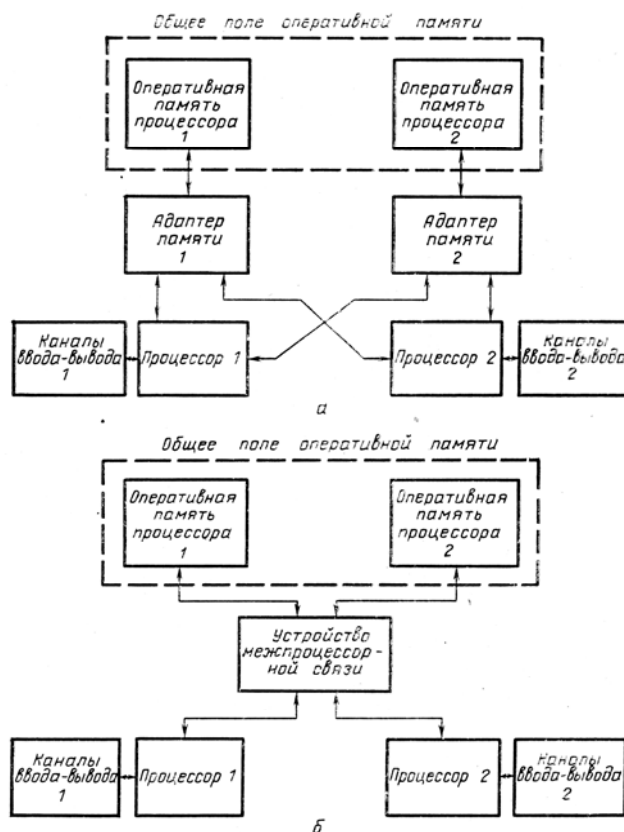 Общее поле оперативной памяти
Оперативная
память
процессора
1
Оперативная
память
процессора
2
Адаптер
памяти
1
Адаптер
памяти
2
Каналы
ввода-вывода
1
Процессор 1
Процессор 2
Каналы
ввода-вывода
2
а
Общее поле оперативной памяти
Оперативная
память
процессора
1
Оперативная
память
процессора
2
Устройство
межпроцессор-
ной связи
Каналы
ввода-вывода
1
Процессор 1
Процессор 2
Каналы
ввода-вывода
2
б